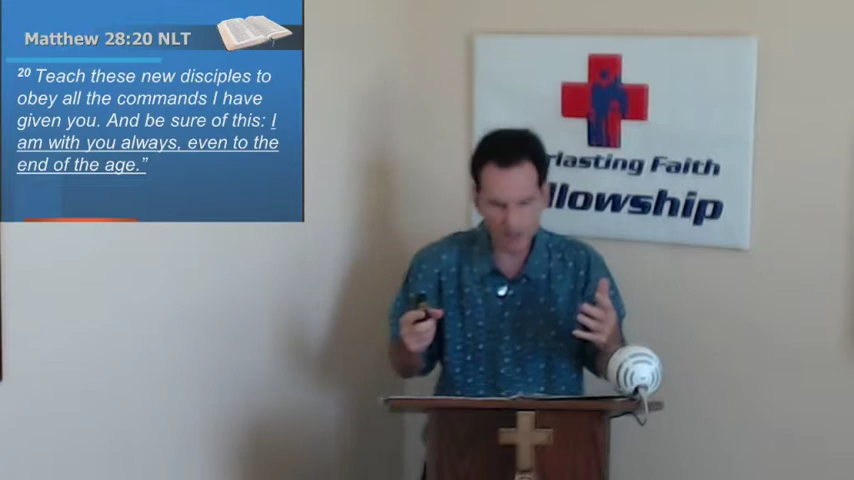 Matthew 28:20 NLT
20 Teach these new disciples to
obey all the commands I have
given you. And be sure of this: I
am with you always, even to the
end of the age.”
rlasting Faith
llowship